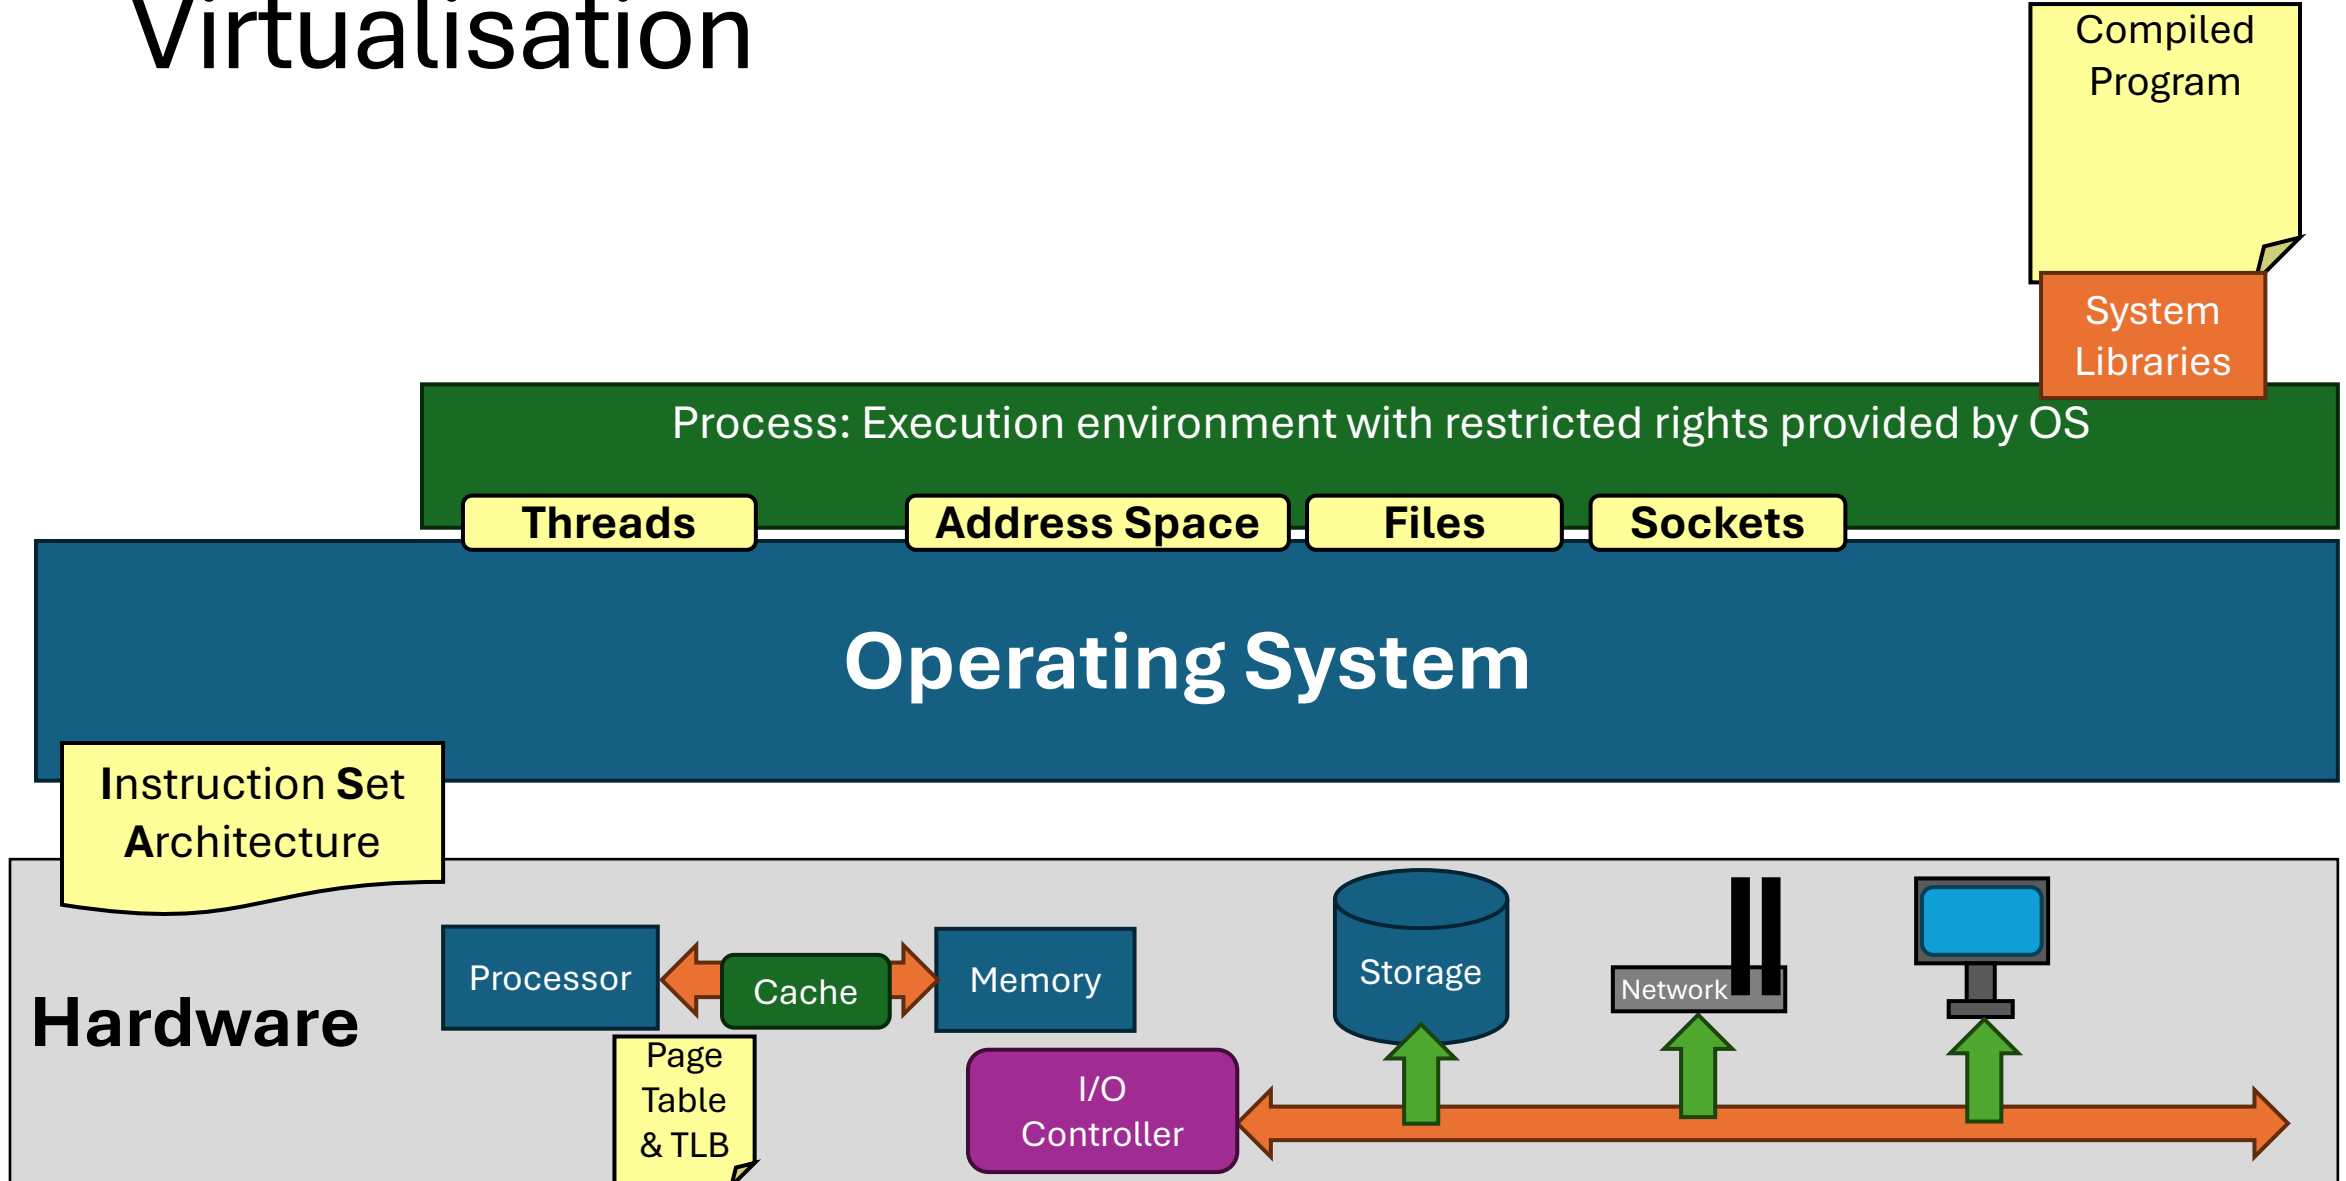 Virtualisation
Compiled
Program
System
Libraries
Process: Execution environment with restricted rights provided by OS
Threads
Address Space
Files
Sockets
Operating System
Instruction Set
Architecture
Hardware
Processor
Cache
Memory
Storage
Network
Page
Table
& TLB
I/O
Controller